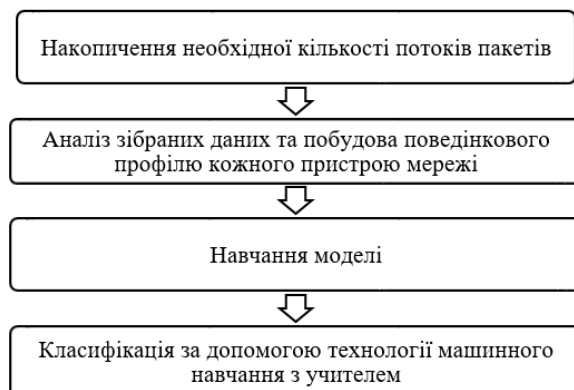 Накопичення необхідної кількості потоків пакетів
Аналіз зібраних даних та побудова поведінкового
профілю кожного пристрою мережі
Навчання моделі
Класифікація за допомогою технології машинного
навчання з учителем